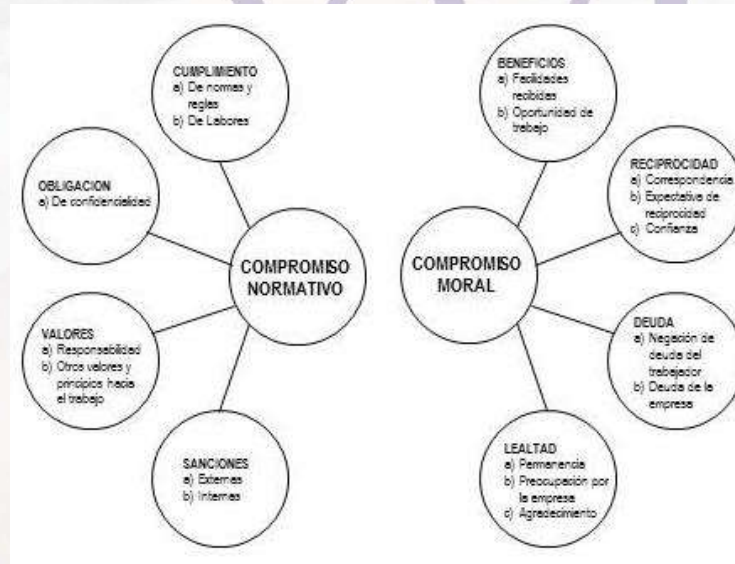 CUMPLIMIENTO
a) De normas y
reglas
b) De Labores
OBLIGACION
a) De confidencialidad
COMPROMISO
NORMATIVO
VALORES
a) Responsabilidad
b) Otros valores y
principios hacia
el trabajo
SANCIONES
a) Externas
b) Internas
BENEFICIOS
a) Facilidades
recibidas
b) Oportunidad de
trabajo
RECIPROCIDAD
a) Correspondencia
b) Expectativa de
reciprocidad
c) Confianza
COMPROMISO
MORAL
DEUDA
a) Negación de
deuda del
trabajador
b) Deuda de la
empresa
LEALTAD
a) Permanencia
b) Preocupación por
la empresa
c) Agradecimiento